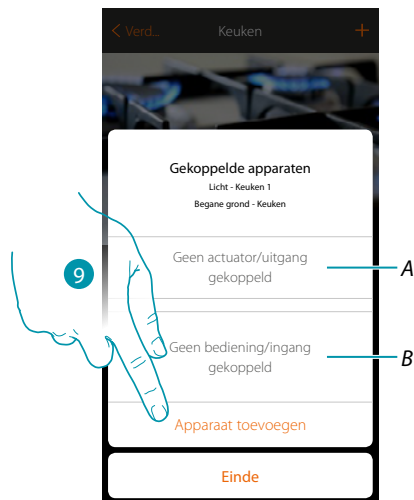 < Verd... Keuken +
Gekoppelde apparaten
Licht - Keuken 1
Begane grond - Keuken
Geen actuator/uitgang
gekoppeld
A
9
Geen bediening/ingang
gekoppeld
B
Apparaat toevoegen
Einde